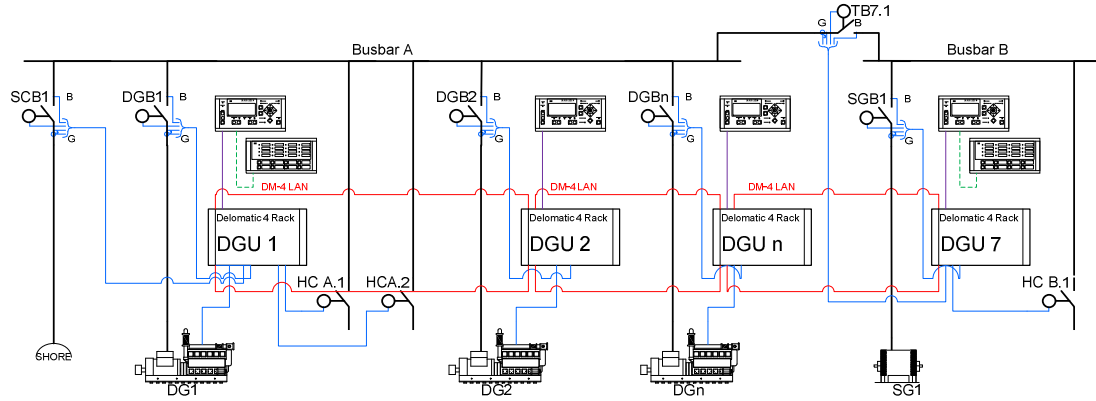 TB7.1
G
B
Busbar A
Busbar B
SCB1
B
G
DGB1
B
G
DGB2
DGBn
SGB1
B
G
DM-4 LAN
DM-4 LAN
DM-4 LAN
Delomatic 4 Rack
DGU 1
Delomatic 4 Rack
DGU 2
Delomatic 4 Rack
DGU n
Delomatic 4 Rack
DGU 7
HC A.1
HCA.2
HC B.1
SHORE
DG1
DG2
DGn
SG1